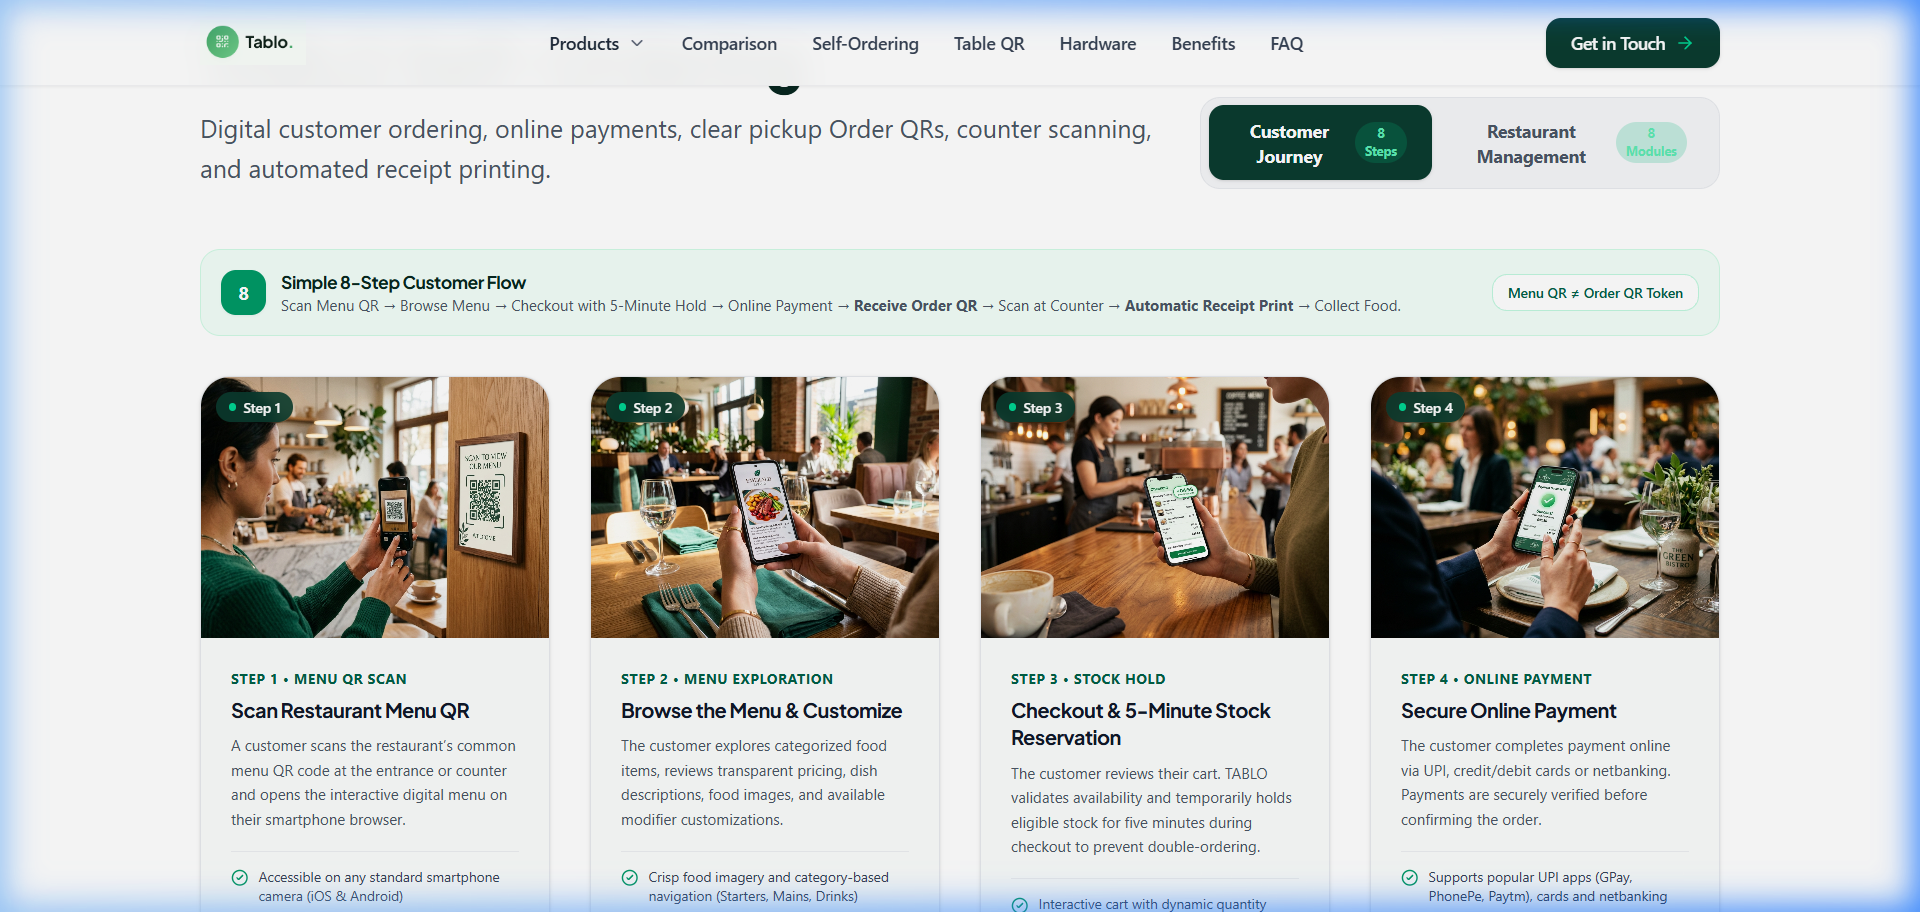 Tablo.
Products
Comparison
Self-Ordering
Table QR
Hardware
Benefits
FAQ
Get in Touch →
Digital customer ordering, online payments, clear pickup Order QRs, counter scanning,
and automated receipt printing.
Customer
Journey
8
Steps
Restaurant
Management
8
Modules
8
Simple 8-Step Customer Flow
Scan Menu QR → Browse Menu → Checkout with 5-Minute Hold → Online Payment → Receive Order QR → Scan at Counter → Automatic Receipt Print → Collect Food.
Menu QR ≠ Order QR Token
Step 1
SCAN TO VIEW
OUR MENU
STEP 1 • MENU QR SCAN
Scan Restaurant Menu QR
A customer scans the restaurant's common
menu QR code at the entrance or counter
and opens the interactive digital menu on
their smartphone browser.
Accessible on any standard smartphone
camera (iOS & Android)
Step 2
STEP 2 • MENU EXPLORATION
Browse the Menu & Customize
The customer explores categorized food
items, reviews transparent pricing, dish
descriptions, food images, and available
modifier customizations.
Crisp food imagery and category-based
navigation (Starters, Mains, Drinks)
Step 3
STEP 3 • STOCK HOLD
Checkout & 5-Minute Stock
Reservation
The customer reviews their cart. TABLO
validates availability and temporarily holds
eligible stock for five minutes during
checkout to prevent double-ordering.
Interactive cart with dynamic quantity
Step 4
THE
GREEN
BISTRO
STEP 4 • ONLINE PAYMENT
Secure Online Payment
The customer completes payment online
via UPI, credit/debit cards or netbanking.
Payments are securely verified before
confirming the order.
Supports popular UPI apps (GPay,
PhonePe, Paytm), cards and netbanking